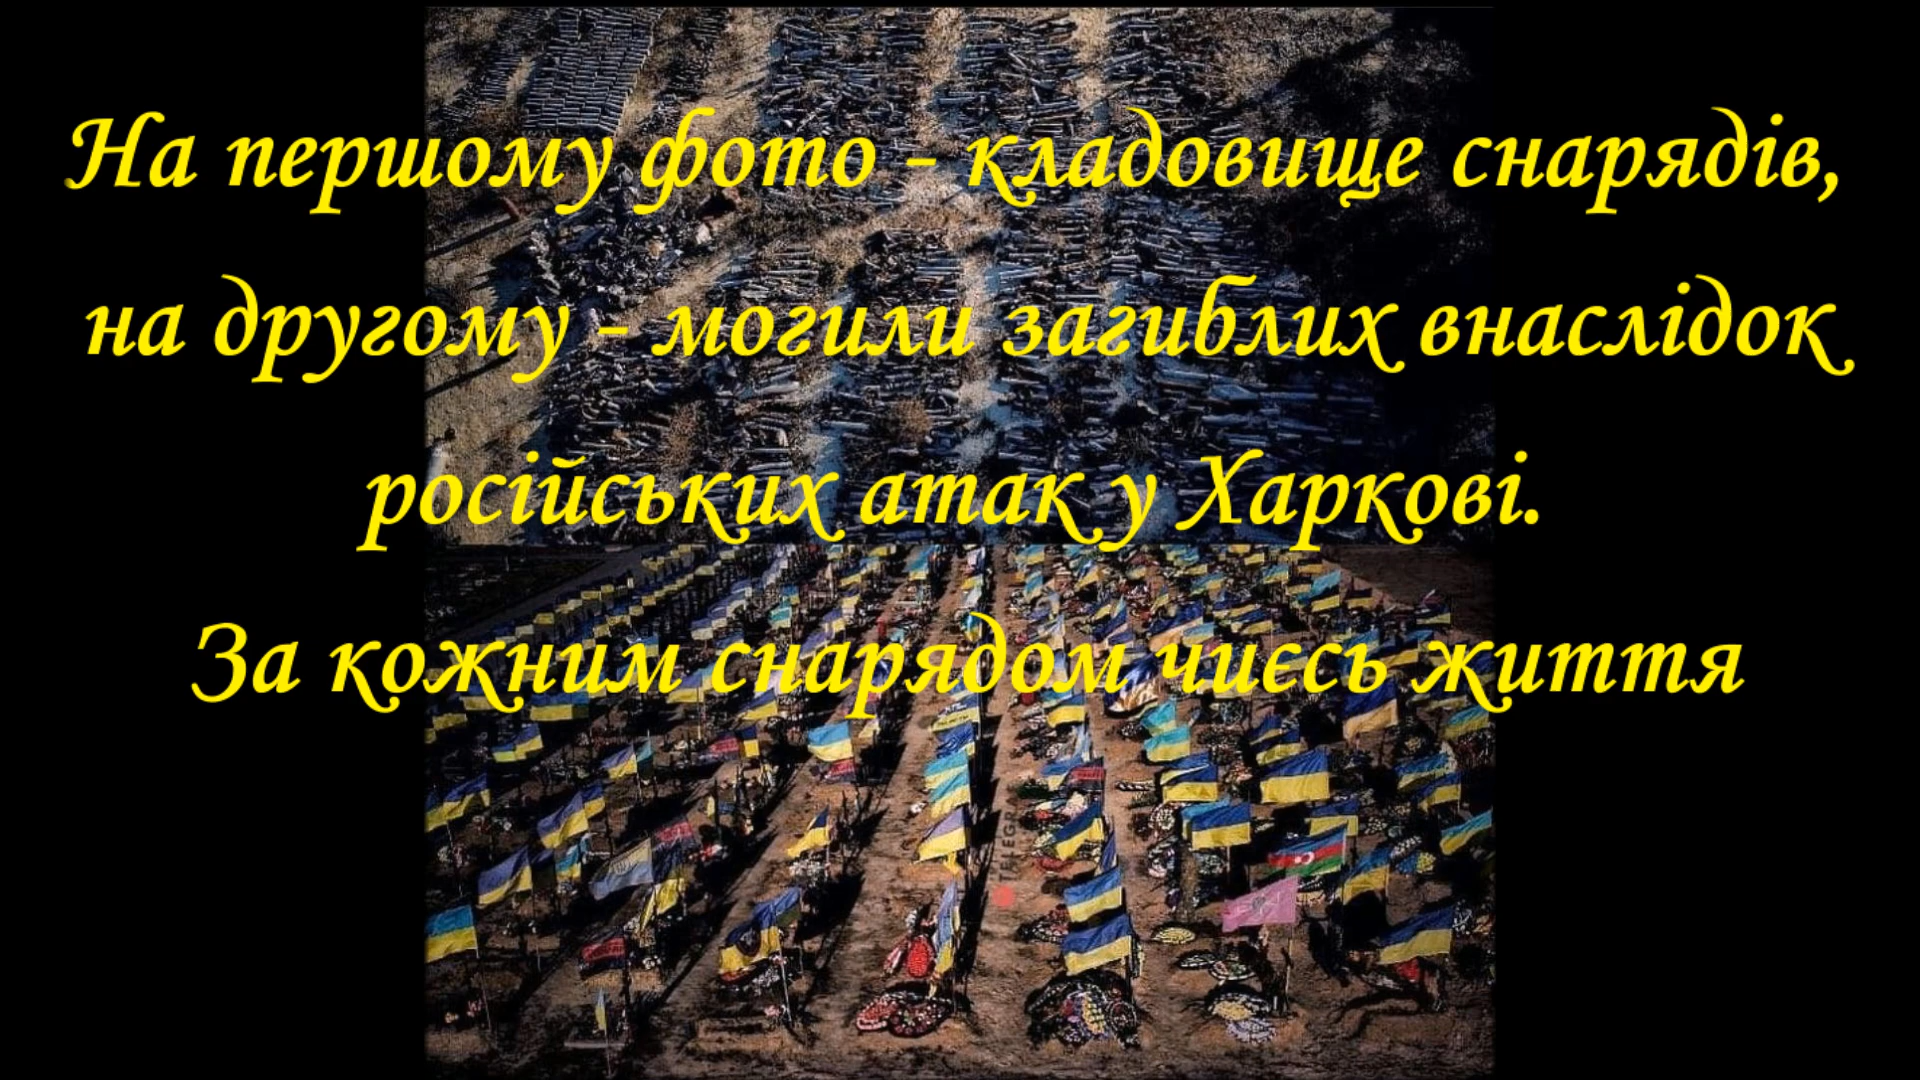 На першому фото - кладовище снарядів,
на другому - могили загиблих внаслідок
російських атак у Харкові.
За кожним снарядом чиєсь життя